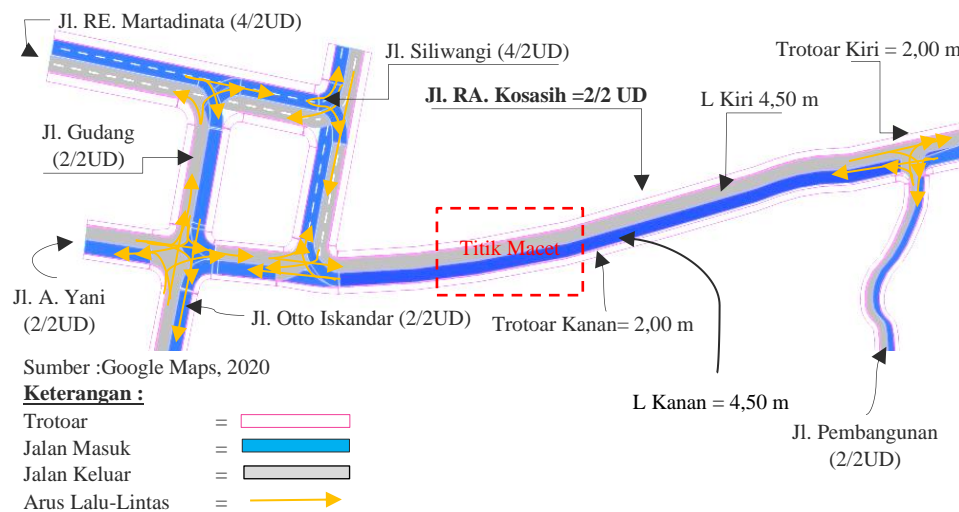 Jl. RE. Martadinata (4/2UD)
Jl. Siliwangi (4/2UD)
Trotoar Kiri = 2,00 m
Jl. RA. Kosasih =2/2 UD
L Kiri 4,50 m
Jl. Gudang
(2/2UD)
Titik Macet
Jl. A. Yani
(2/2UD)
Jl. Otto Iskandar (2/2UD)
Trotoar Kanan= 2,00 m
L Kanan = 4,50 m
Jl. Pembangunan
(2/2UD)
Sumber :Google Maps, 2020
Keterangan :
Trotoar =
Jalan Masuk =
Jalan Keluar =
Arus Lalu-Lintas =